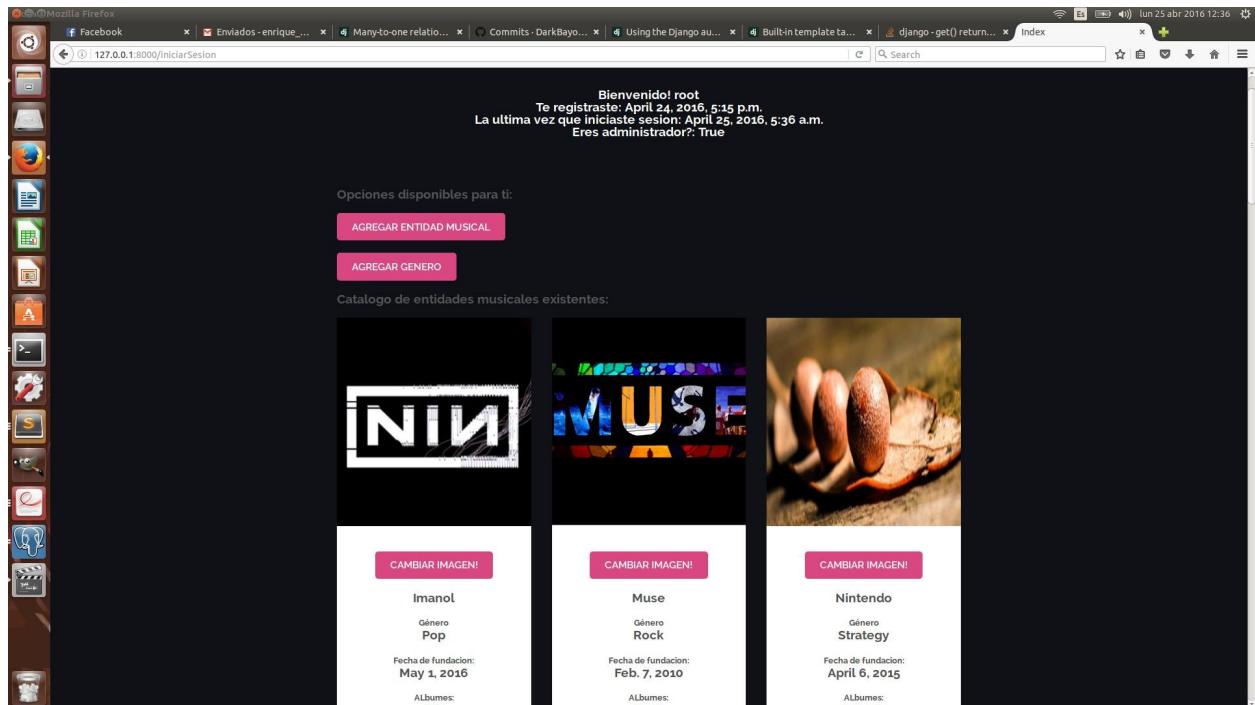 Mozilla Firefox
Es
lun 25 abr 2016 12:36
Facebook
Enviados - enrique_...
Many-to-one relatio...
Commits · DarkBayo...
Using the Django au...
Built-in template ta...
django - get() return...
Index
127.0.0.1:8000/iniciarSesion
Search
Bienvenido! root
Te registraste: April 24, 2016, 5:15 p.m.
La ultima vez que iniciaste sesion: April 25, 2016, 5:36 a.m.
Eres administrador?: True
Opciones disponibles para ti:
AGREGAR ENTIDAD MUSICAL
AGREGAR GENERO
Catalogo de entidades musicales existentes:
NIN
MUSE
CAMBIAR IMAGEN!
CAMBIAR IMAGEN!
CAMBIAR IMAGEN!
Imanol
Muse
Nintendo
Género
Género
Género
Pop
Rock
Strategy
Fecha de fundacion:
Fecha de fundacion:
Fecha de fundacion:
May 1, 2016
Feb. 7, 2010
April 6, 2015
ALbumes:
ALbumes:
ALbumes: